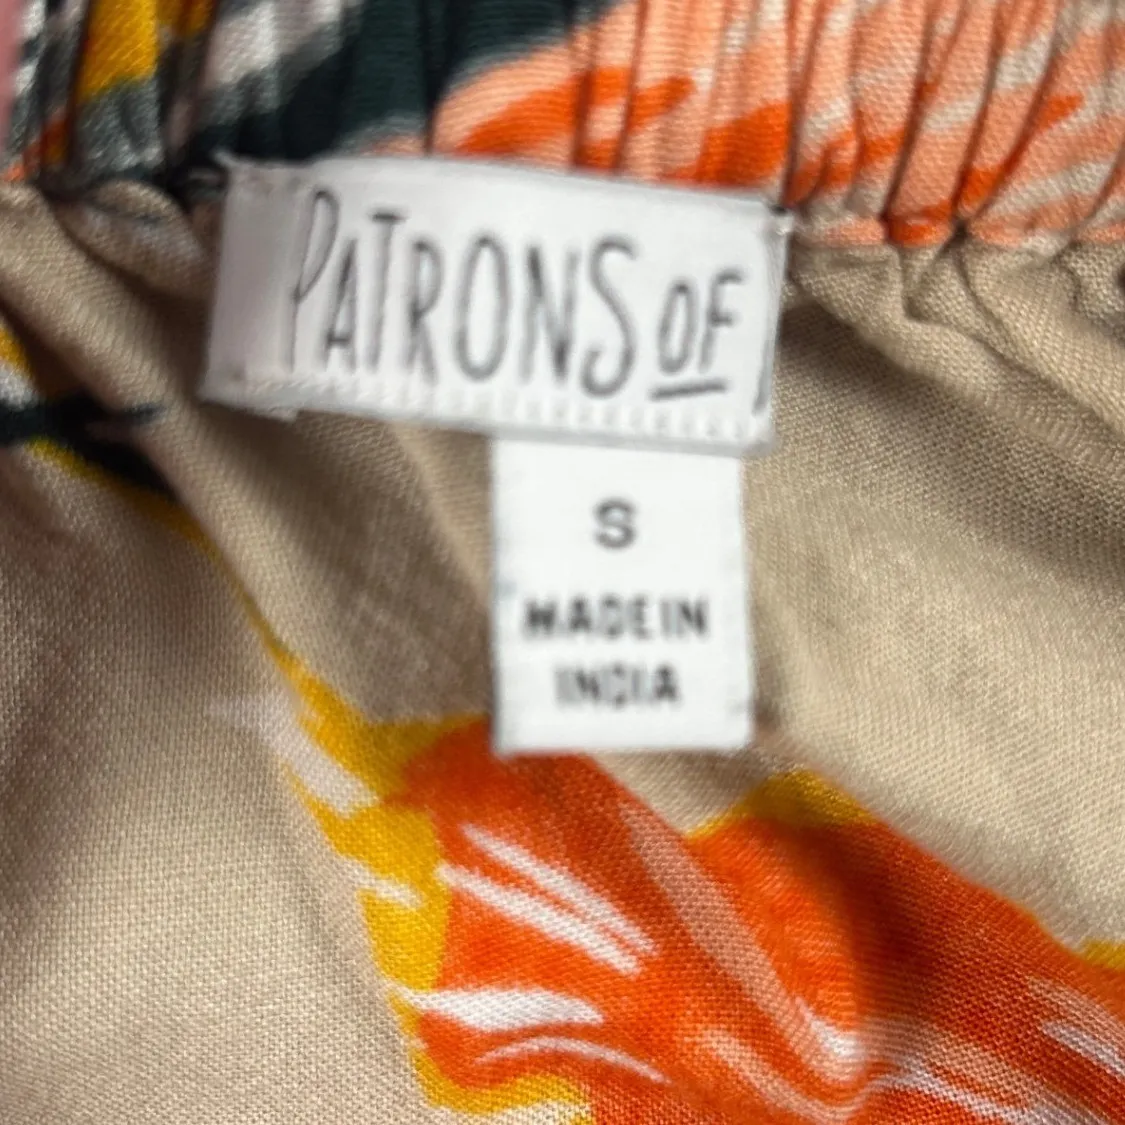 PATRONS OF
S
MADE IN
INDIA